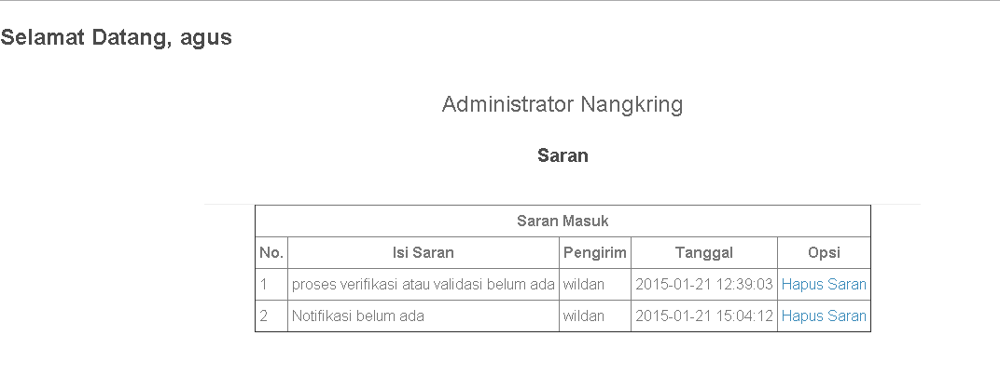 Selamat Datang, agus
Administrator Nangkring
Saran
Saran Masuk
No. Isi Saran Pengirim Tanggal Opsi
1 proses verifikasi atau validasi belum ada wildan 2015-01-21 12:39:03 Hapus Saran
2 Notifikasi belum ada wildan 2015-01-21 15:04:12 Hapus Saran